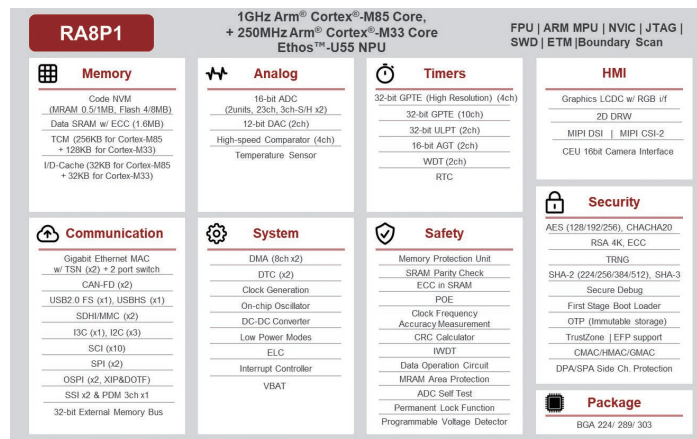 RA8P1
1GHz Arm® Cortex®-M85 Core,
+ 250MHz Arm® Cortex®-M33 Core
Ethos™-U55 NPU
FPU | ARM MPU | NVIC | JTAG |
SWD | ETM |Boundary Scan
Memory
Code NVM
(MRAM 0.5/1MB, Flash 4/8MB)
Data SRAM w/ ECC (1.6MB)
TCM (256KB for Cortex-M85
+ 128KB for Cortex-M33)
I/D-Cache (32KB for Cortex-M85
+ 32KB for Cortex-M33)
Analog
16-bit ADC
(2units, 23ch, 3ch-S/H x2)
12-bit DAC (2ch)
High-speed Comparator (4ch)
Temperature Sensor
Timers
32-bit GPTE (High Resolution) (4ch)
32-bit GPTE (10ch)
32-bit ULPT (2ch)
16-bit AGT (2ch)
WDT (2ch)
RTC
HMI
Graphics LCDC w/ RGB i/f
2D DRW
MIPI DSI | MIPI CSI-2
CEU 16bit Camera Interface
Communication
Gigabit Ethernet MAC
w/ TSN (x2) + 2 port switch
CAN-FD (x2)
USB2.0 FS (x1), USBHS (x1)
SDHI/MMC (x2)
I3C (x1), I2C (x3)
SCI (x10)
SPI (x2)
OSPI (x2, XIP&DOTF)
SSI x2 & PDM 3ch x1
32-bit External Memory Bus
System
DMA (8ch x2)
DTC (x2)
Clock Generation
On-chip Oscillator
DC-DC Converter
Low Power Modes
ELC
Interrupt Controller
VBAT
Safety
Memory Protection Unit
SRAM Parity Check
ECC in SRAM
POE
Clock Frequency
Accuracy Measurement
CRC Calculator
IWDT
Data Operation Circuit
MRAM Area Protection
ADC Self Test
Permanent Lock Function
Programmable Voltage Detector
Security
AES (128/192/256), CHACHA20
RSA 4K, ECC
TRNG
SHA-2 (224/256/384/512), SHA-3
Secure Debug
First Stage Boot Loader
OTP (Immutable storage)
TrustZone | EFP support
CMAC/HMAC/GMAC
DPA/SPA Side Ch. Protection
Package
BGA 224/ 289/ 303